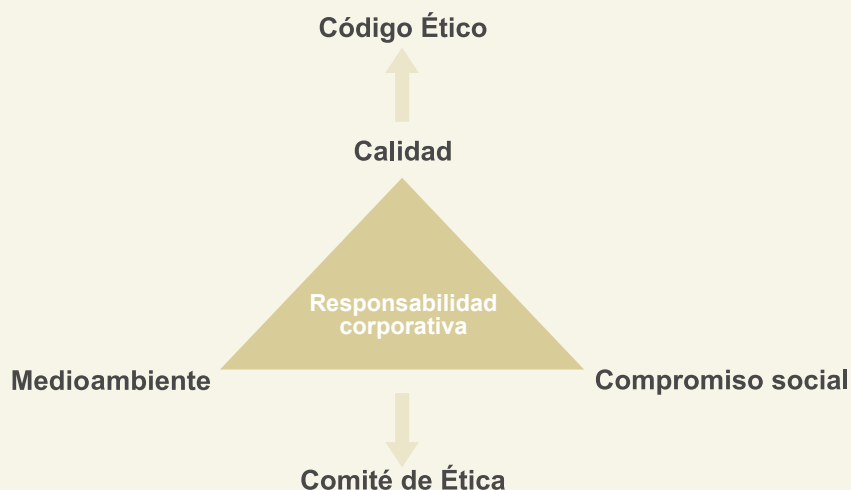 Código Ético
Calidad
Responsabilidad
corporativa
Medioambiente
Compromiso social
Comité de Ética